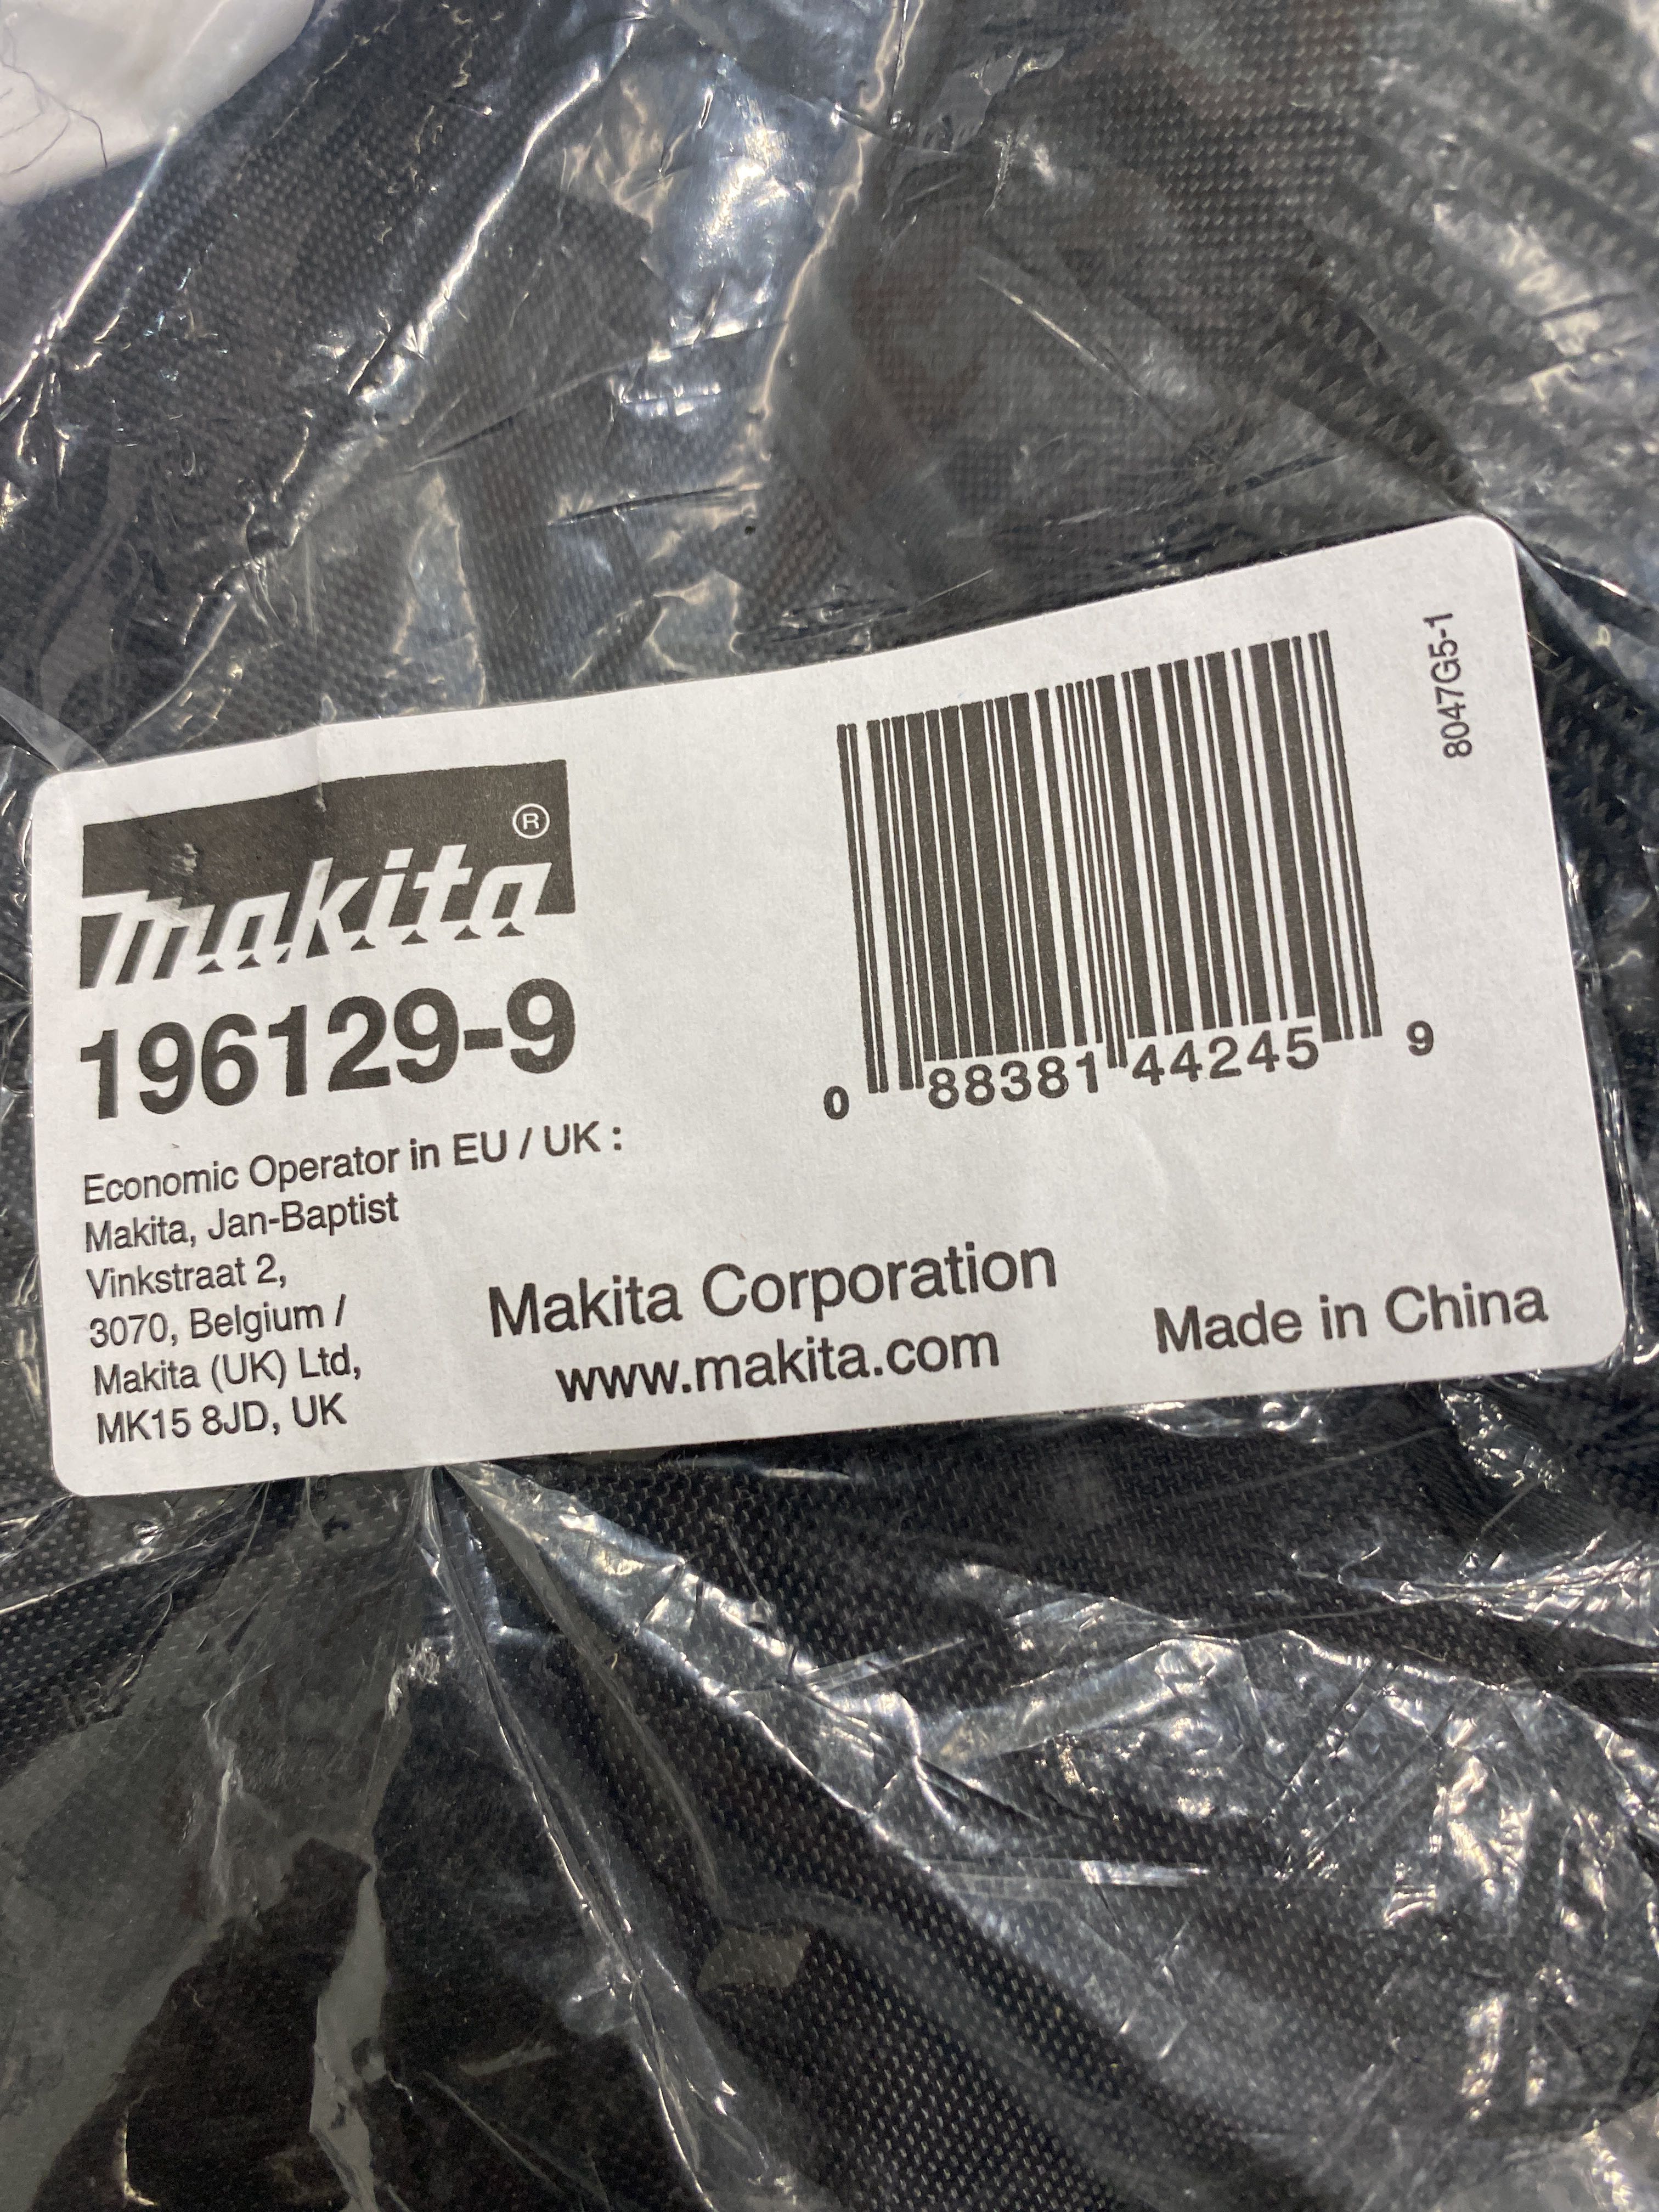 makita®
196129-9
0 88381 44245 9
8047G5-1
Economic Operator in EU / UK :
Makita, Jan-Baptist
Vinkstraat 2,
3070, Belgium /
Makita (UK) Ltd,
MK15 8JD, UK
Makita Corporation
www.makita.com
Made in China